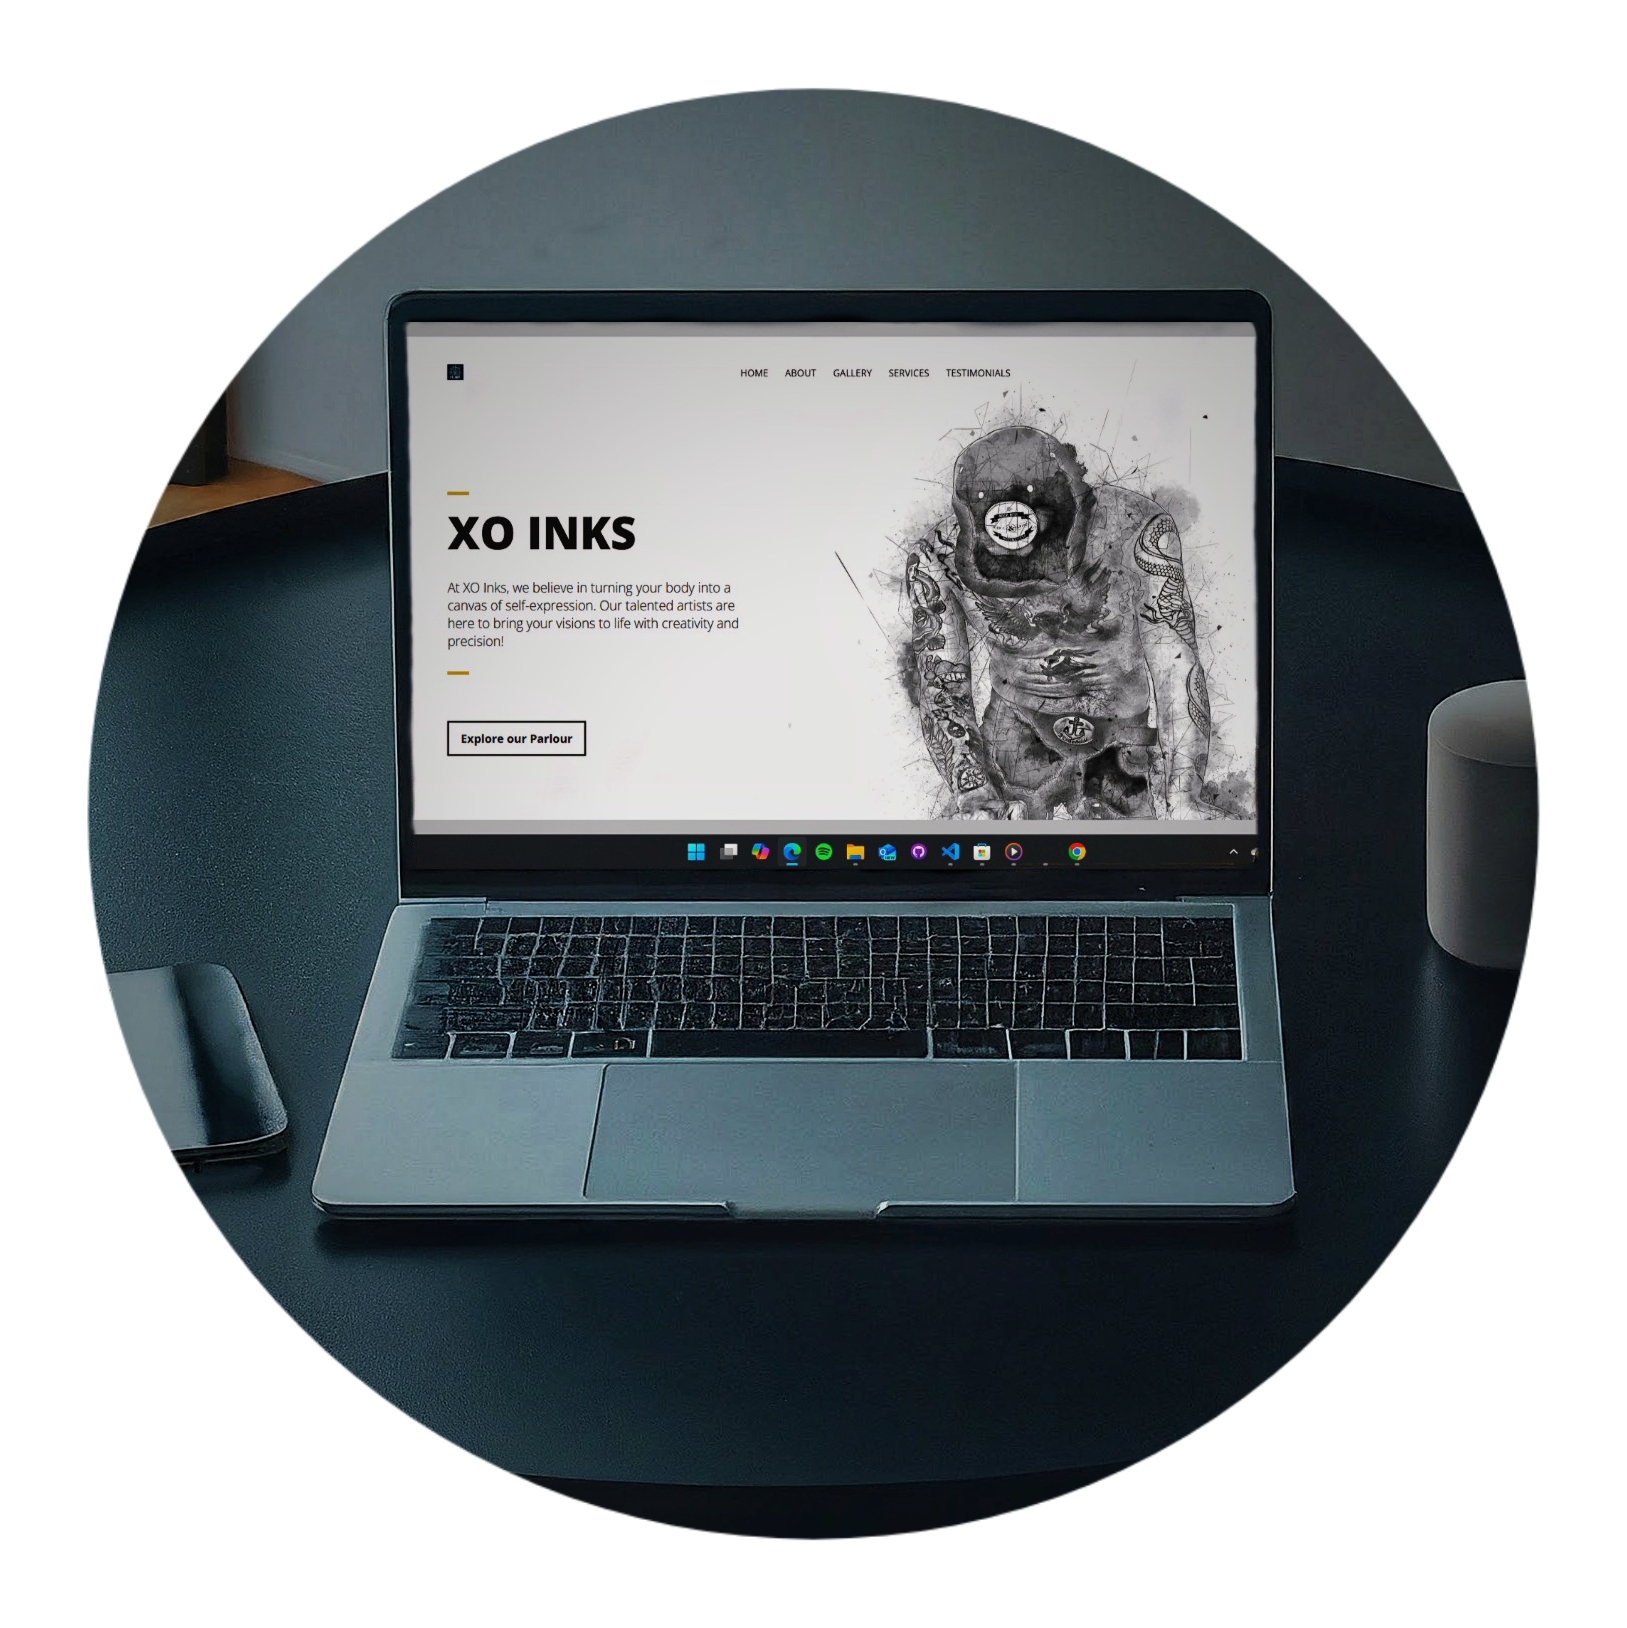 HOME ABOUT GALLERY SERVICES TESTIMONIALS
XO INKS
At XO Inks, we believe in turning your body into a
canvas of self-expression. Our talented artists are
here to bring your visions to life with creativity and
precision!
Explore our Parlour